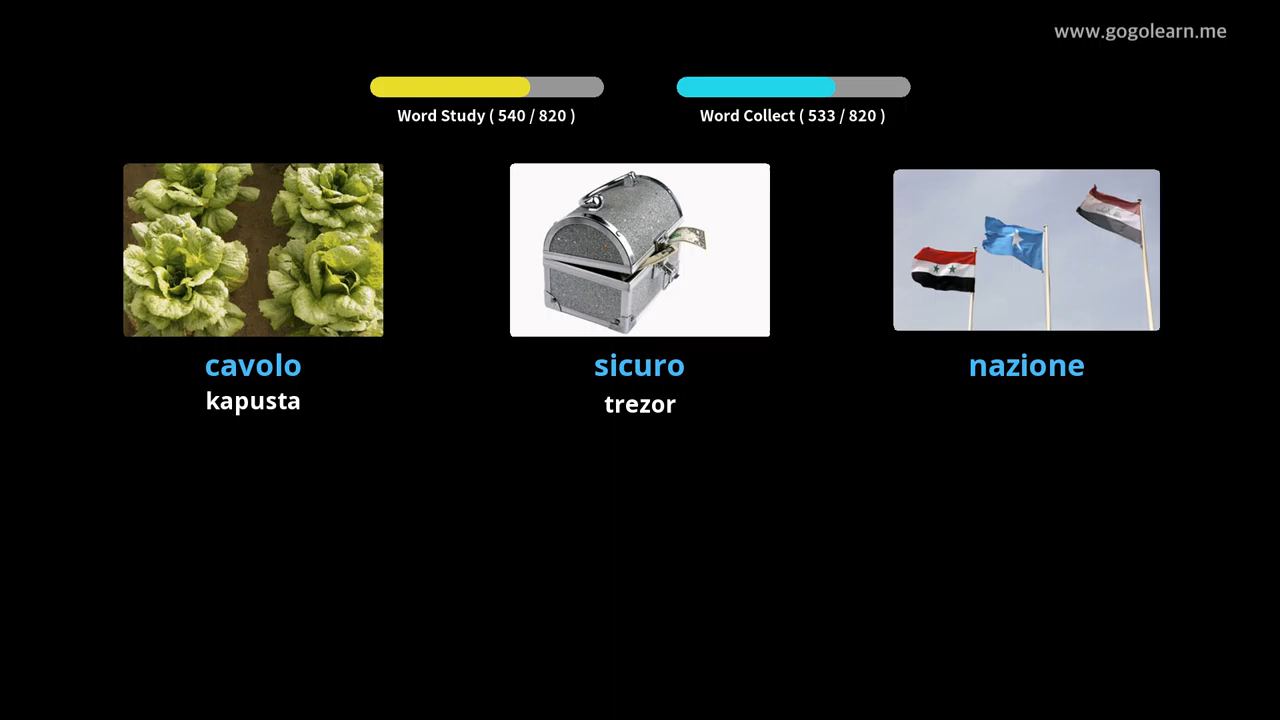 www.gogolearn.me
Word Study ( 540 / 820 )
Word Collect ( 533 / 820 )
cavolo
kapusta
sicuro
trezor
nazione